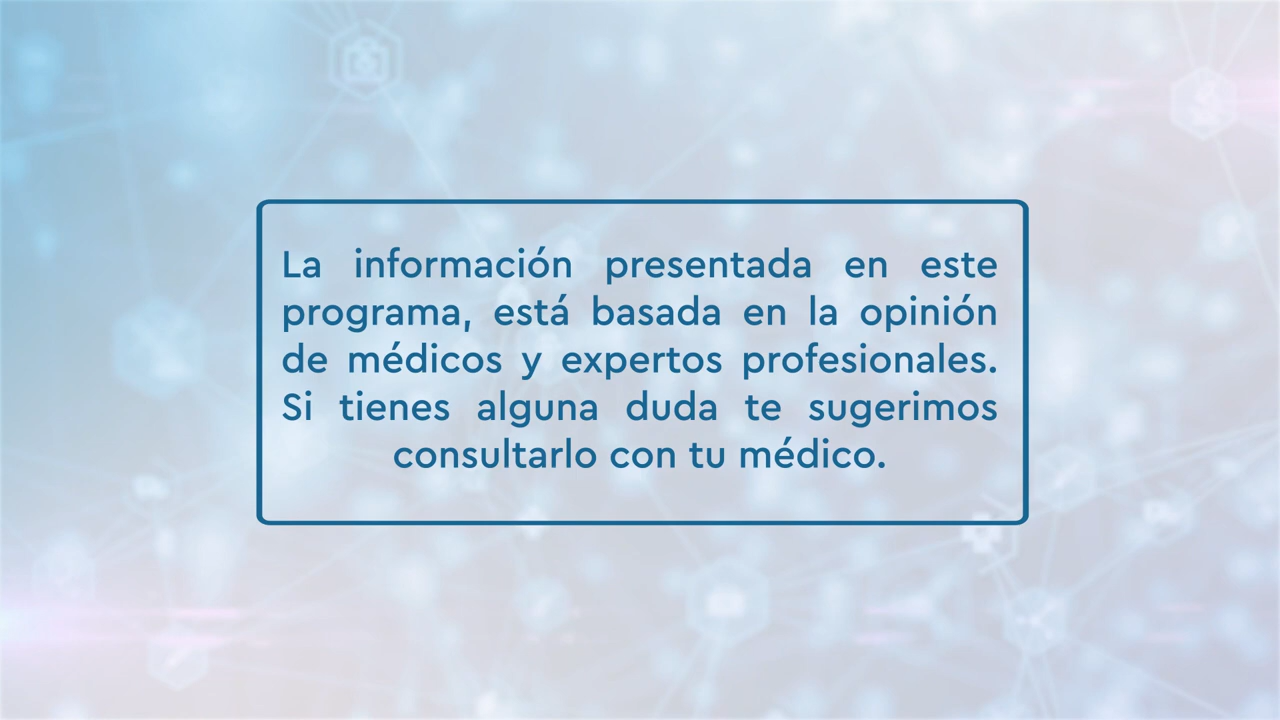 La información presentada en este
programa, está basada en la opinión
de médicos y expertos profesionales.
Si tienes alguna duda te sugerimos
consultarlo con tu médico.